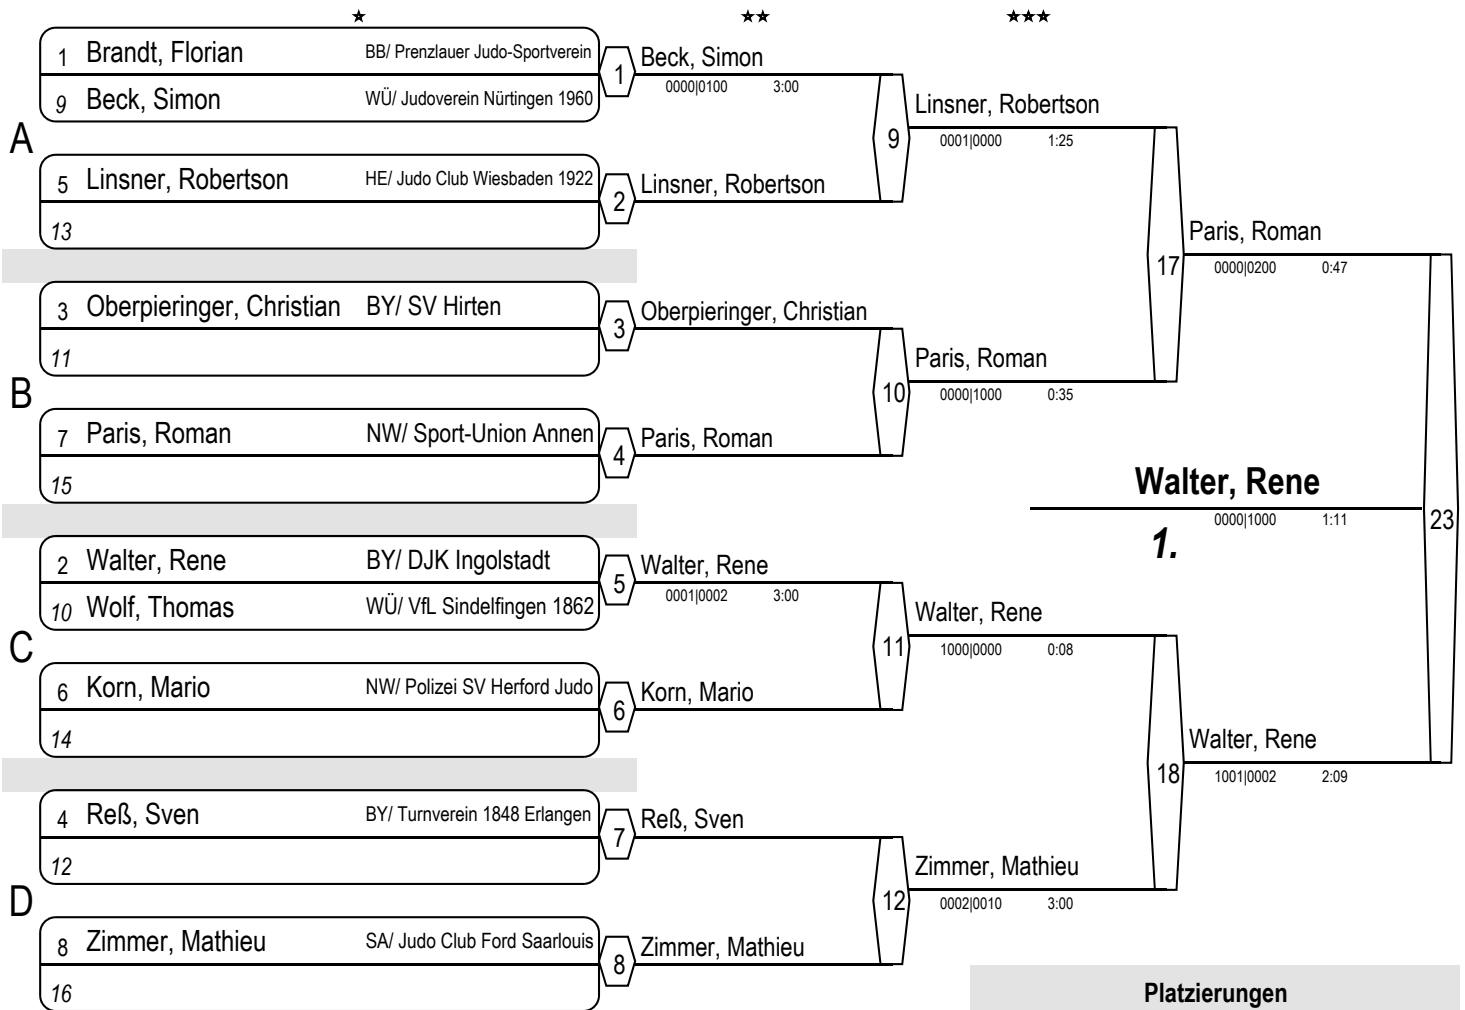 1 Brandt, Florian BB/ Prenzlauer Judo-Sportverein
9 Beck, Simon WÜ/ Judoverein Nürtingen 1960
A
5 Linsner, Robertson HE/ Judo Club Wiesbaden 1922
13
3 Oberpieringer, Christian BY/ SV Hirten
11
B
7 Paris, Roman NW/ Sport-Union Annen
15
2 Walter, Rene BY/ DJK Ingolstadt
10 Wolf, Thomas WÜ/ VfL Sindelfingen 1862
C
6 Korn, Mario NW/ Polizei SV Herford Judo
14
4 Reß, Sven BY/ Turnverein 1848 Erlangen
12
D
8 Zimmer, Mathieu SA/ Judo Club Ford Saarlouis
16
1 Beck, Simon
0000|0100 3:00
2 Linsner, Robertson
3 Oberpieringer, Christian
4 Paris, Roman
5 Walter, Rene
0001|0002 3:00
6 Korn, Mario
7 Reß, Sven
8 Zimmer, Mathieu
9 Linsner, Robertson
0001|0000 1:25
10 Paris, Roman
0000|1000 0:35
11 Walter, Rene
1000|0000 0:08
12 Zimmer, Mathieu
0002|0010 3:00
17 Paris, Roman
0000|0200 0:47
18 Walter, Rene
1001|0002 2:09
23 Walter, Rene
0000|1000 1:11
1.
Platzierungen